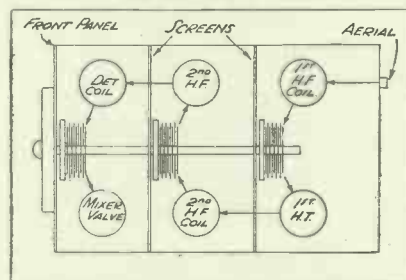 FRONT PANEL
SCREENS
AERIAL
DET
COIL
2ND
H.F.
1ST
H.F.
COIL
MIXER
VALVE
2ND
H.F.
COIL
1ST
H.T.